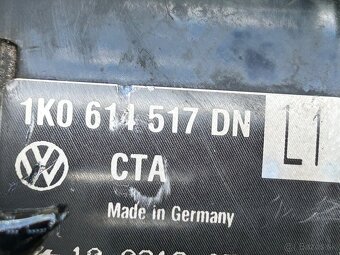 1K0 614 517 DN L1
CTA
Made in Germany